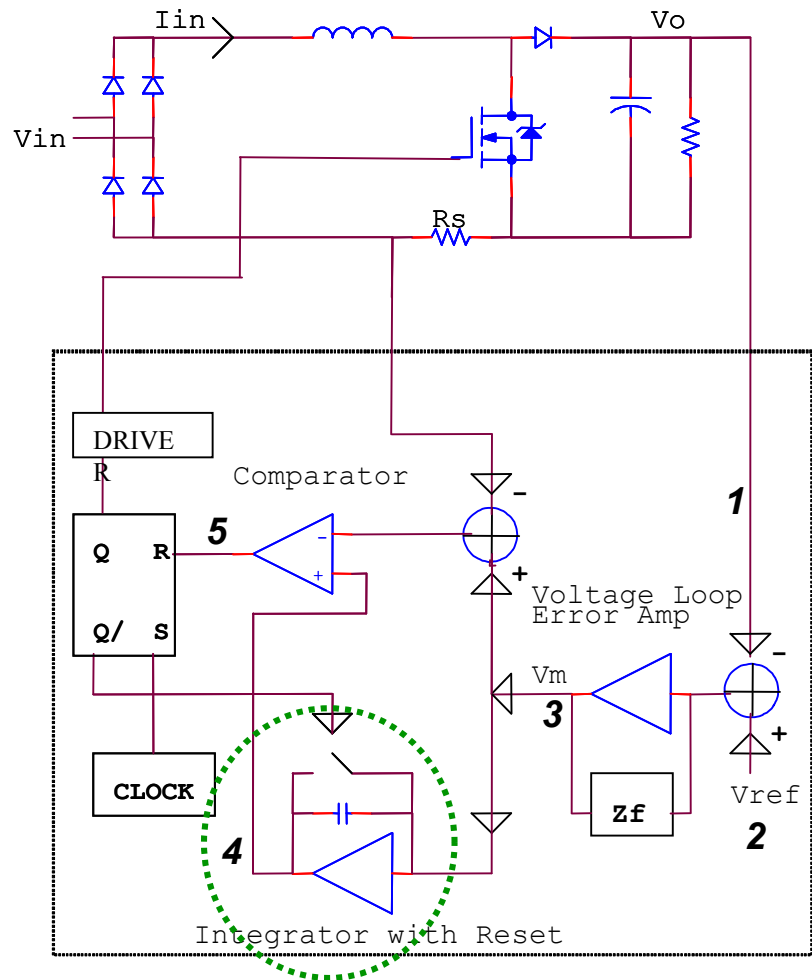 Iin
Vo
Vin
Rs
DRIVE
R
Comparator
-
1
5
-
Q R
+
+
Voltage Loop
Error Amp
Q/ S
-
Vm
3
+
CLOCK
Zf
Vref
4
2
Integrator with Reset